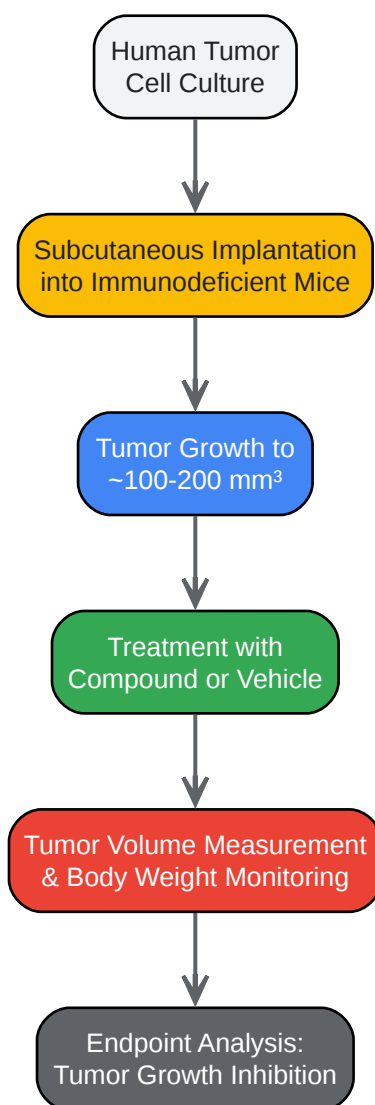 Human Tumor
Cell Culture
Subcutaneous Implantation
into Immunodeficient Mice
Tumor Growth to
~100-200 mm³
Treatment with
Compound or Vehicle
Tumor Volume Measurement
& Body Weight Monitoring
Endpoint Analysis:
Tumor Growth Inhibition